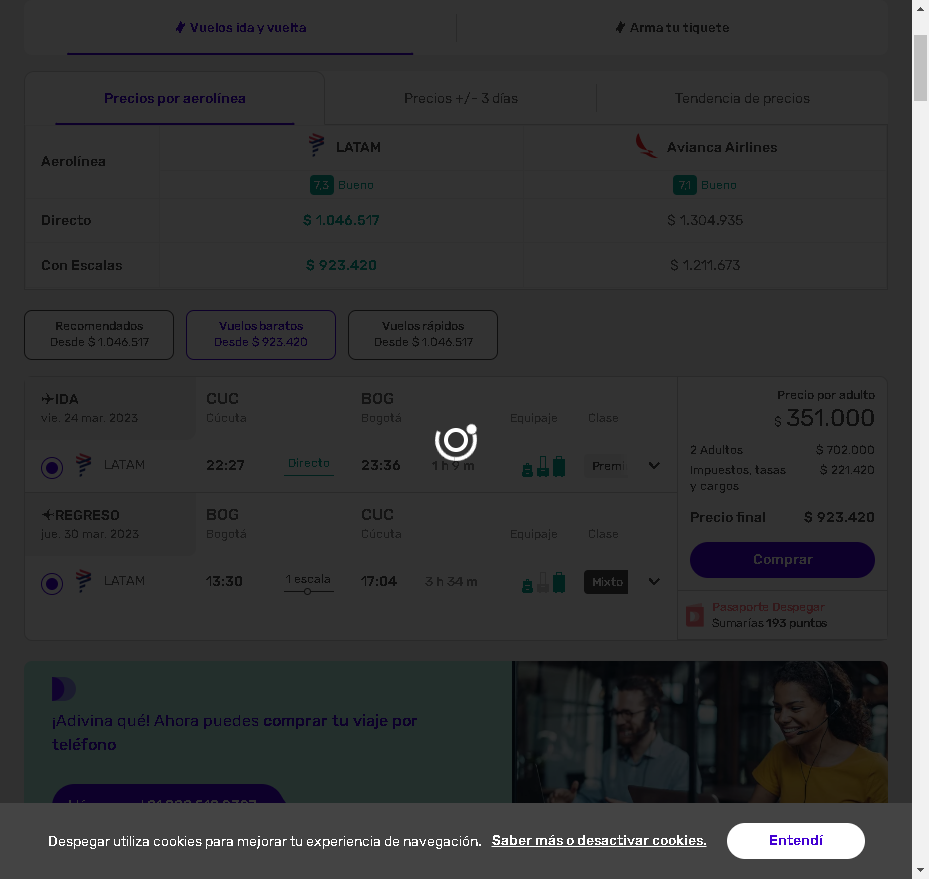 Vuelos ida y vuelta
Arma tu tiquete
Precios por aerolínea
Precios +/- 3 días
Tendencia de precios
Aerolínea
LATAM
Avianca Airlines
7,3 Bueno
7,1 Bueno
Directo
$ 1.046.517
$ 1.304.935
Con Escalas
$ 923.420
$ 1.211.673
Recomendados
Desde $ 1.046.517
Vuelos baratos
Desde $ 923.420
Vuelos rápidos
Desde $ 1.046.517
IDA
vie. 24 mar. 2023
CUC
Cúcuta
BOG
Bogotá
Equipaje
Clase
LATAM
22:27
Directo
23:36
1 h 9 m
Premi
REGRESO
jue. 30 mar. 2023
BOG
Bogotá
CUC
Cúcuta
Equipaje
Clase
LATAM
13:30
1 escala
17:04
3 h 34 m
Mixto
Precio por adulto
$ 351.000
2 Adultos $ 702.000
Impuestos, tasas $ 221.420
y cargos
Precio final $ 923.420
Comprar
Pasaporte Despegar
Sumarías 193 puntos
¡Adivina qué! Ahora puedes comprar tu viaje por
teléfono
Despegar utiliza cookies para mejorar tu experiencia de navegación. Saber más o desactivar cookies.
Entendí